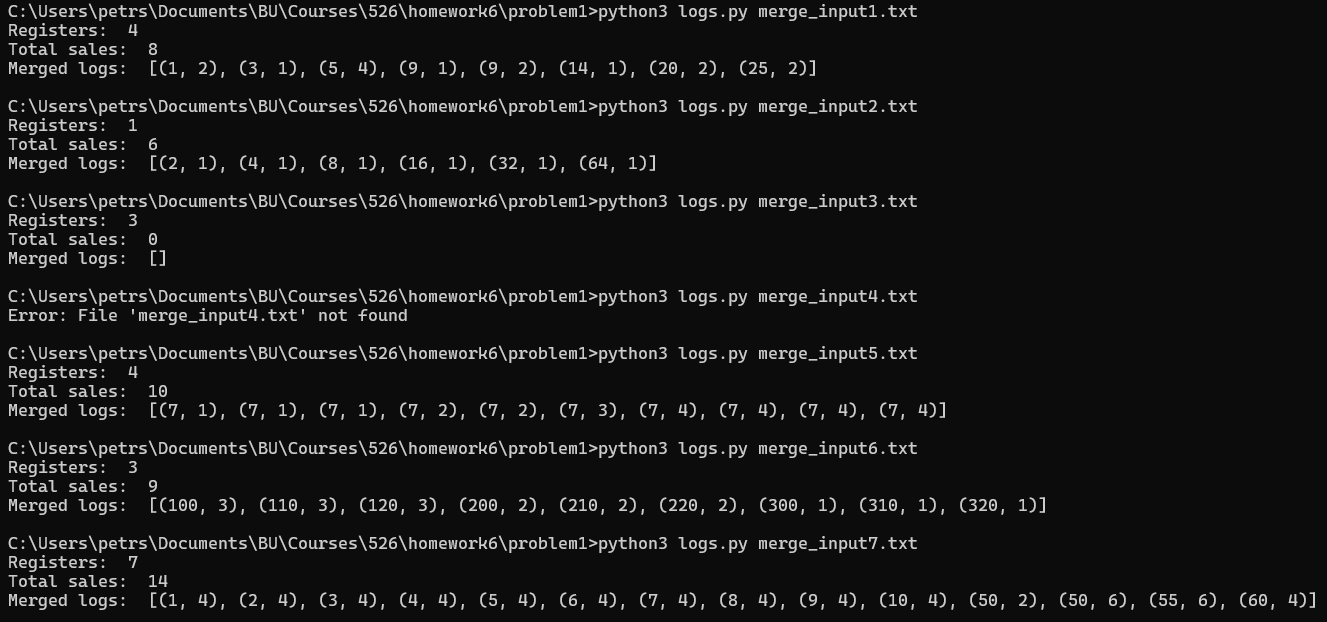 C:\Users\petrs\Documents\BU\Courses\526\homework6\problem1>python3 logs.py merge_input1.txt
Registers:  4
Total sales:  8
Merged logs:  [(1, 2), (3, 1), (5, 4), (9, 1), (9, 2), (14, 1), (20, 2), (25, 2)]
C:\Users\petrs\Documents\BU\Courses\526\homework6\problem1>python3 logs.py merge_input2.txt
Registers:  1
Total sales:  6
Merged logs:  [(2, 1), (4, 1), (8, 1), (16, 1), (32, 1), (64, 1)]
C:\Users\petrs\Documents\BU\Courses\526\homework6\problem1>python3 logs.py merge_input3.txt
Registers:  3
Total sales:  0
Merged logs:  []
C:\Users\petrs\Documents\BU\Courses\526\homework6\problem1>python3 logs.py merge_input4.txt
Error: File 'merge_input4.txt' not found
C:\Users\petrs\Documents\BU\Courses\526\homework6\problem1>python3 logs.py merge_input5.txt
Registers:  4
Total sales:  10
Merged logs:  [(7, 1), (7, 1), (7, 1), (7, 2), (7, 2), (7, 3), (7, 4), (7, 4), (7, 4), (7, 4)]
C:\Users\petrs\Documents\BU\Courses\526\homework6\problem1>python3 logs.py merge_input6.txt
Registers:  3
Total sales:  9
Merged logs:  [(100, 3), (110, 3), (120, 3), (200, 2), (210, 2), (220, 2), (300, 1), (310, 1), (320, 1)]
C:\Users\petrs\Documents\BU\Courses\526\homework6\problem1>python3 logs.py merge_input7.txt
Registers:  7
Total sales:  14
Merged logs:  [(1, 4), (2, 4), (3, 4), (4, 4), (5, 4), (6, 4), (7, 4), (8, 4), (9, 4), (10, 4), (50, 2), (50, 6), (55, 6), (60, 4)]